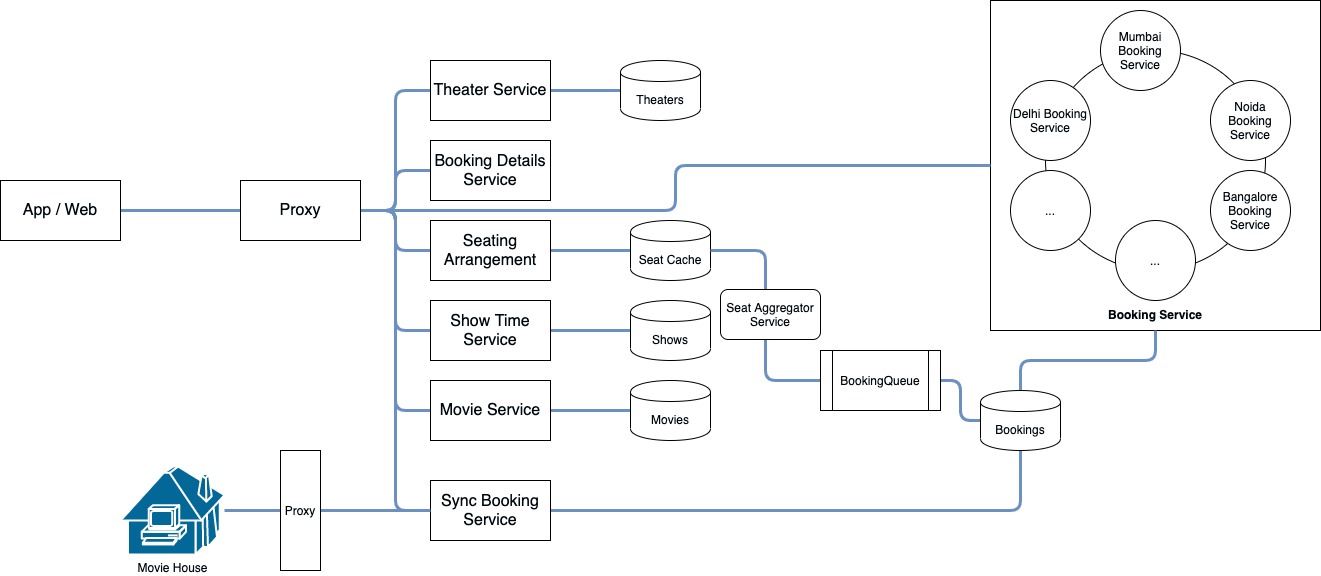 Mumbai
Booking
Service
Theater Service
Theaters
Delhi Booking
Service
Noida
Booking
Service
Booking Details
Service
App / Web
Proxy
...
Bangalore
Booking
Service
Seating
Arrangement
Seat Cache
...
Seat Aggregator
Service
Booking Service
Show Time
Service
Shows
BookingQueue
Movie Service
Movies
Bookings
Proxy
Sync Booking
Service
Movie House